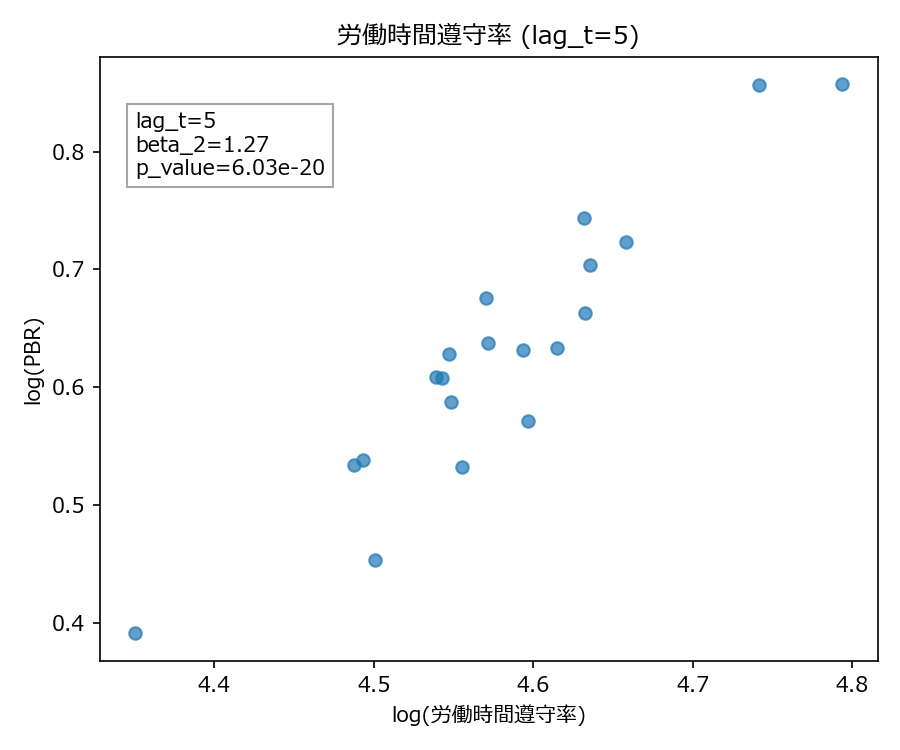 労働時間遵守率 (lag_t=5)
lag_t=5
beta_2=1.27
p_value=6.03e-20
log(PBR)
0.8
0.7
0.6
0.5
0.4
4.4 4.5 4.6 4.7 4.8
log(労働時間遵守率)